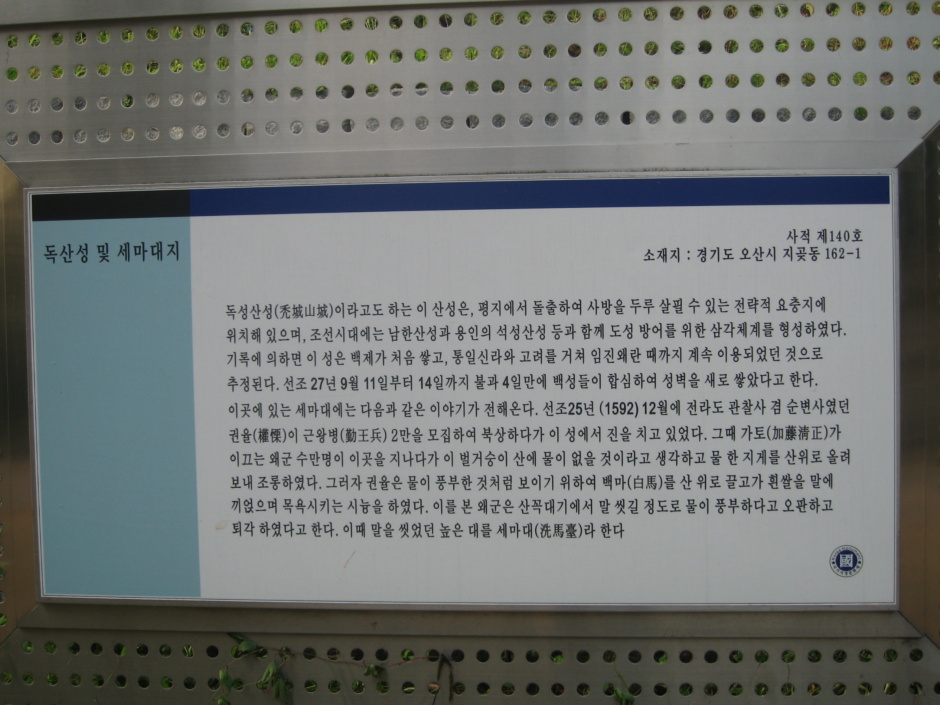 독산성 및 세마대지
사적 제140호
소재지 : 경기도 오산시 지곶동 162-1
독성산성(禿城山城)이라고도 하는 이 산성은, 평지에서 돌출하여 사방을 두루 살필 수 있는 전략적 요충지에
위치해 있으며, 조선시대에는 남한산성과 용인의 석성산성 등과 함께 도성 방어를 위한 삼각체계를 형성하였다.
기록에 의하면 이 성은 백제가 처음 쌓고, 통일신라와 고려를 거쳐 임진왜란 때까지 계속 이용되었던 것으로
추정된다. 선조 27년 9월 11일부터 14일까지 불과 4일만에 백성들이 합심하여 성벽을 새로 쌓았다고 한다.
이곳에 있는 세마대에는 다음과 같은 이야기가 전해온다. 선조25년 (1592) 12월에 전라도 관찰사 겸 순변사였던
권율(權慄)이 근왕병(勤王兵) 2만을 모집하여 북상하다가 이 성에서 진을 치고 있었다. 그때 가토(加藤淸正)가
이끄는 왜군 수만명이 이곳을 지나다가 이 벌거숭이 산에 물이 없을 것이라고 생각하고 물 한 지게를 산위로 올려
보내 조롱하였다. 그러자 권율은 물이 풍부한 것처럼 보이기 위하여 백마(白馬)를 산 위로 끌고가 흰쌀을 말에
끼얹으며 목욕시키는 시늉을 하였다. 이를 본 왜군은 산꼭대기에서 말 씻길 정도로 물이 풍부하다고 오판하고
퇴각 하였다고 한다. 이때 말을 씻었던 높은 대를 세마대(洗馬臺)라 한다
國